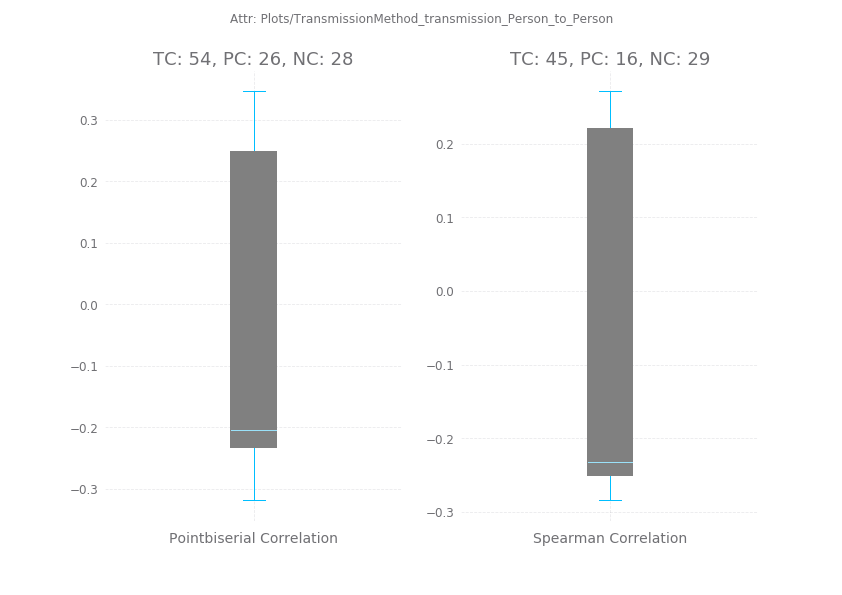 Attr: Plots/TransmissionMethod_transmission_Person_to_Person
TC: 54, PC: 26, NC: 28
0.3
0.2
0.1
0.0
−0.1
−0.2
−0.3
Pointbiserial Correlation
TC: 45, PC: 16, NC: 29
0.2
0.1
0.0
−0.1
−0.2
−0.3
Spearman Correlation